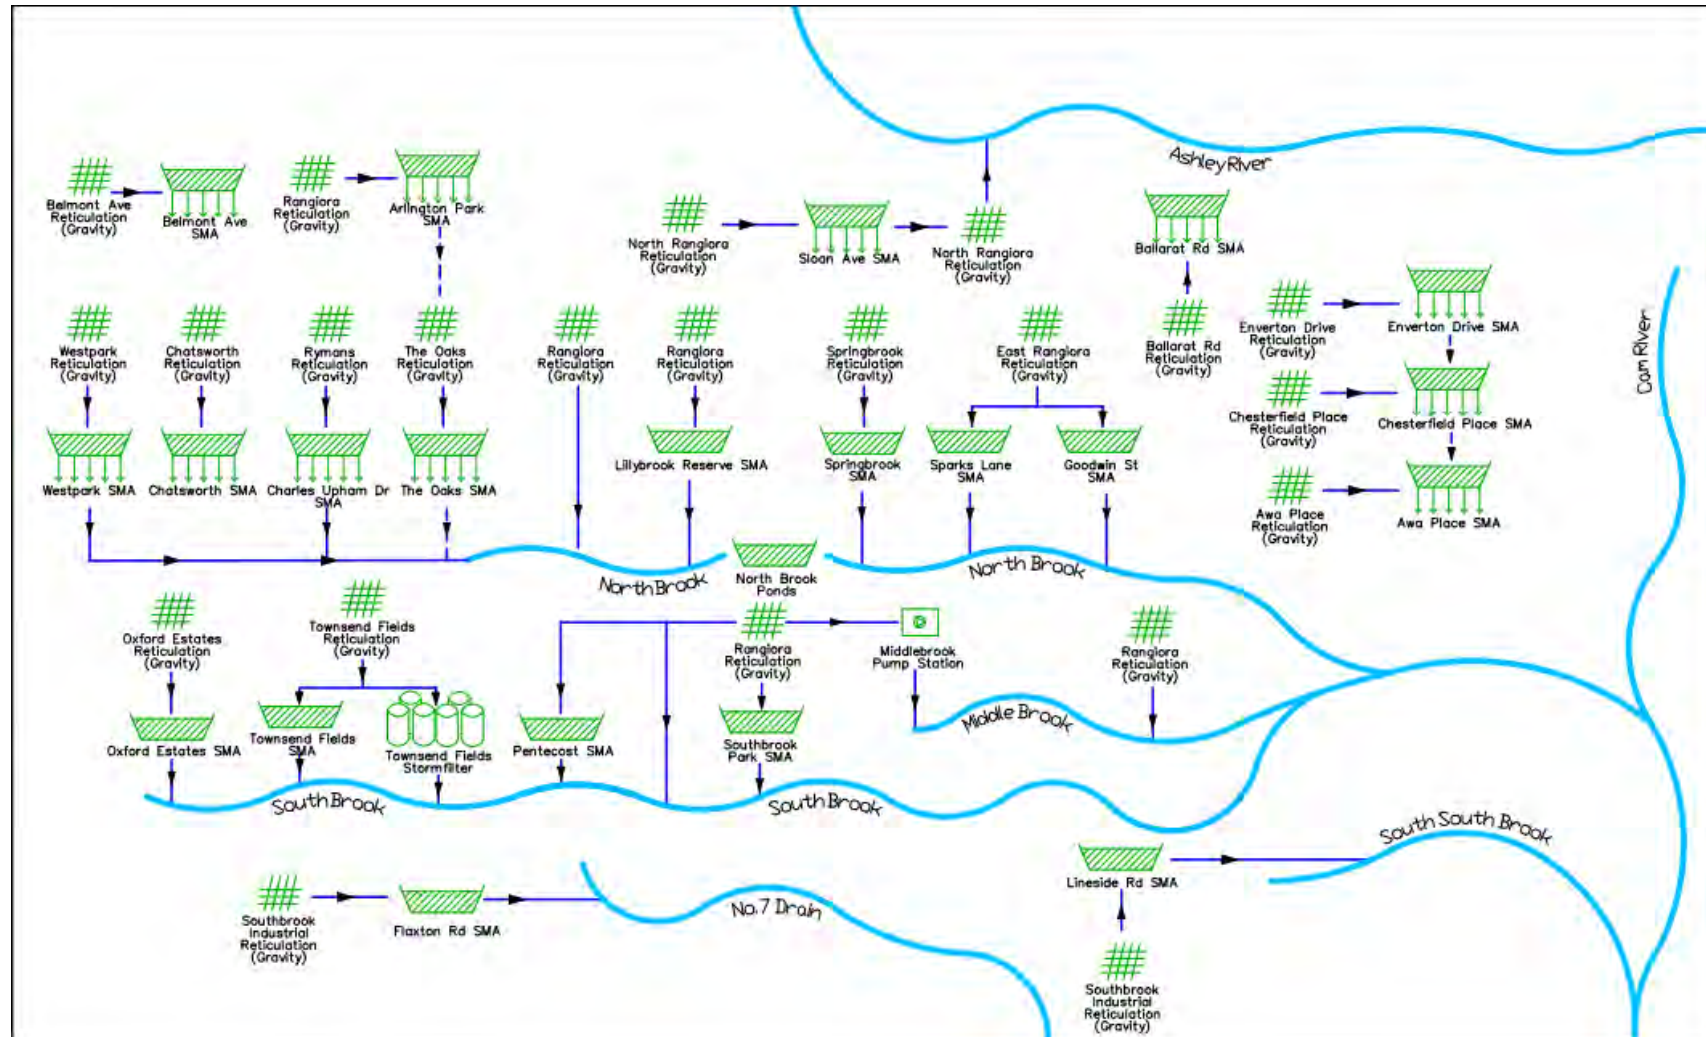 Ashley River
Belmont Ave
Reticulation
(Gravity)
Belmont Ave
SMA
Rangiora
Reticulation
(Gravity)
Arlington Park
SMA
North Rangiora
Reticulation
(Gravity)
Sloan Ave SMA
North Rangiora
Reticulation
(Gravity)
Ballarat Rd SMA
Ballarat Rd
Reticulation
(Gravity)
Enverton Drive
Reticulation
(Gravity)
Enverton Drive SMA
Cam River
Westpark
Reticulation
(Gravity)
Chatsworth
Reticulation
(Gravity)
Rymans
Reticulation
(Gravity)
The Oaks
Reticulation
(Gravity)
Rangiora
Reticulation
(Gravity)
Rangiora
Reticulation
(Gravity)
Springbrook
Reticulation
(Gravity)
East Rangiora
Reticulation
(Gravity)
Chesterfield Place
Reticulation
(Gravity)
Chesterfield Place SMA
Westpark SMA
Chatsworth SMA
Charles Upham Dr
SMA
The Oaks SMA
Lillybrook Reserve SMA
Springbrook
SMA
Sparks Lane
SMA
Goodwin St
SMA
Awa Place
Reticulation
(Gravity)
Awa Place SMA
North Brook
North Brook
Ponds
North Brook
Oxford Estates
Reticulation
(Gravity)
Townsend Fields
Reticulation
(Gravity)
Rangiora
Reticulation
(Gravity)
Middlebrook
Pump Station
Rangiora
Reticulation
(Gravity)
Oxford Estates SMA
Townsend Fields
SMA
Townsend Fields
Stormfilter
Pentecost SMA
Southbrook
Park SMA
Middle Brook
South Brook
South Brook
South South Brook
Southbrook
Industrial
Reticulation
(Gravity)
Flaxton Rd SMA
No.7 Drain
Lineside Rd SMA
Southbrook
Industrial
Reticulation
(Gravity)